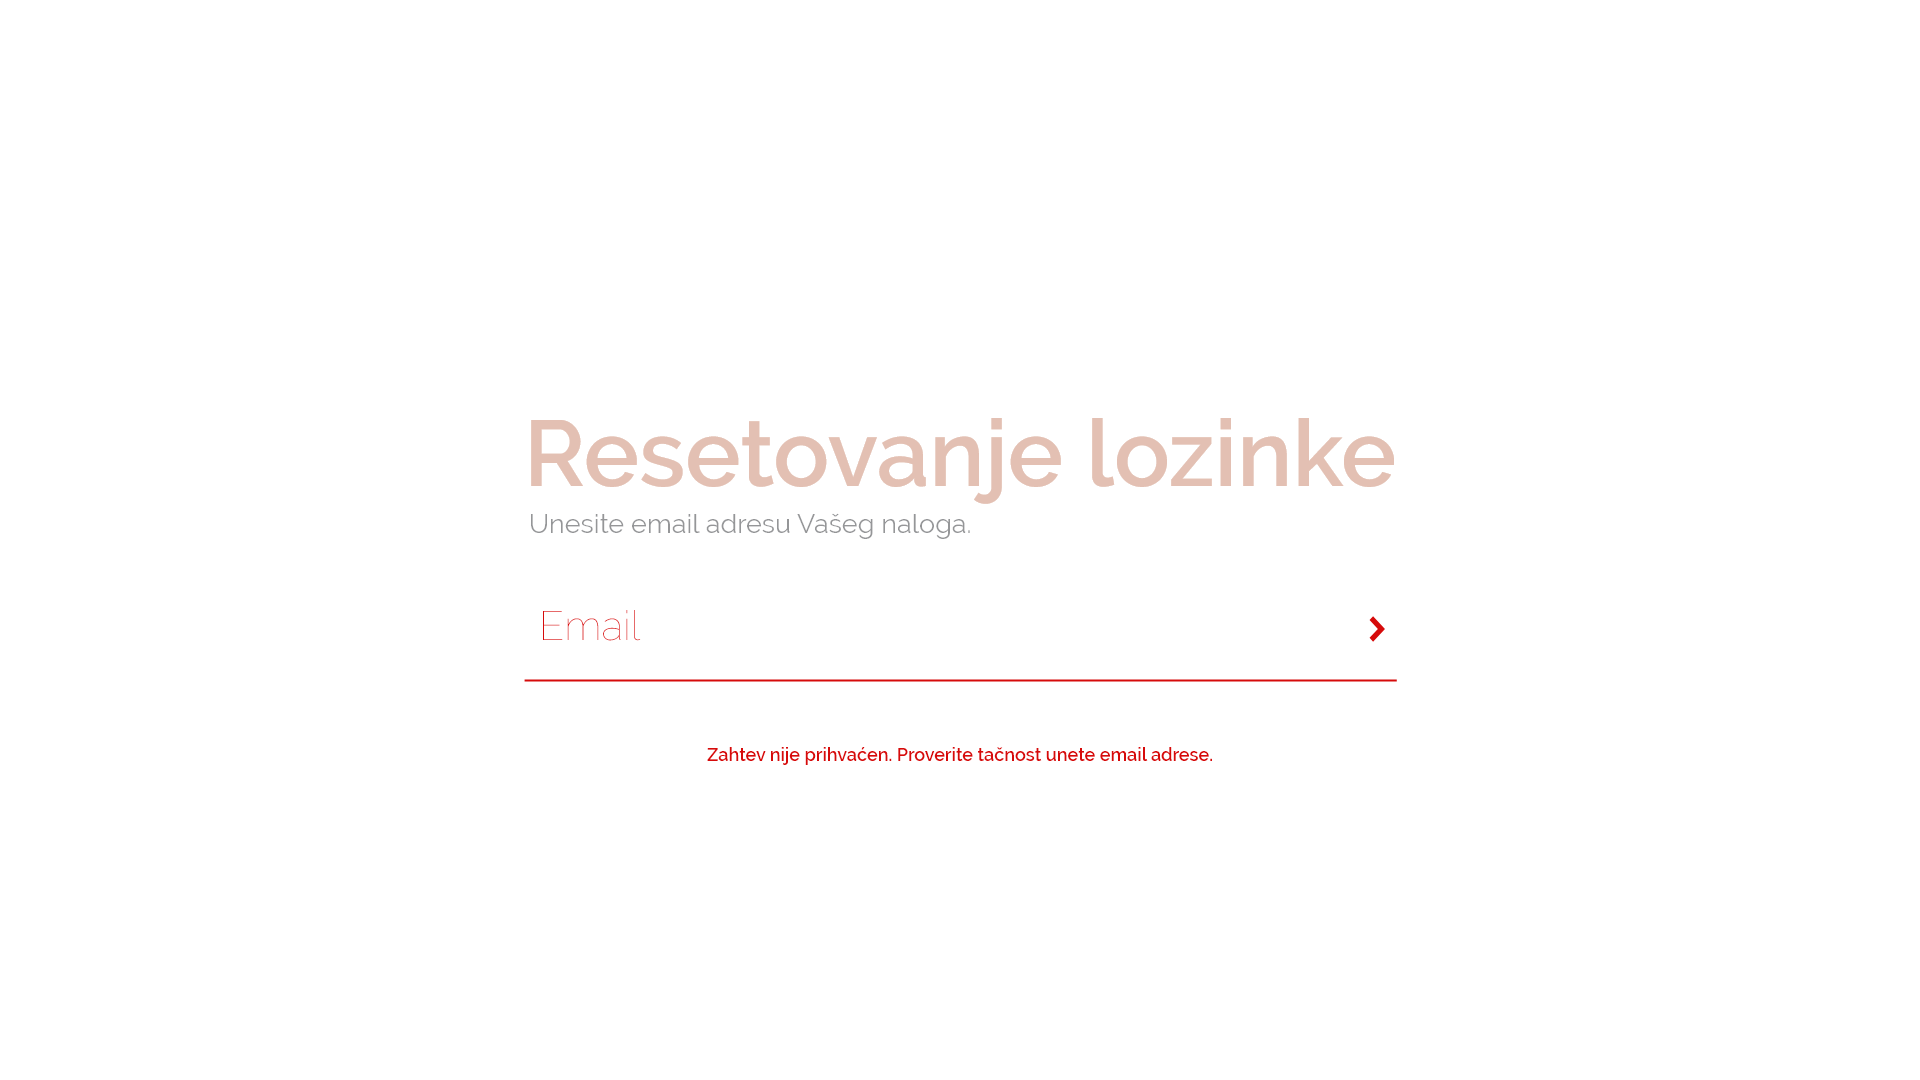 Resetovanje lozinke
Unesite email adresu Vašeg naloga.
Email
Zahtev nije prihvaćen. Proverite tačnost unete email adrese.